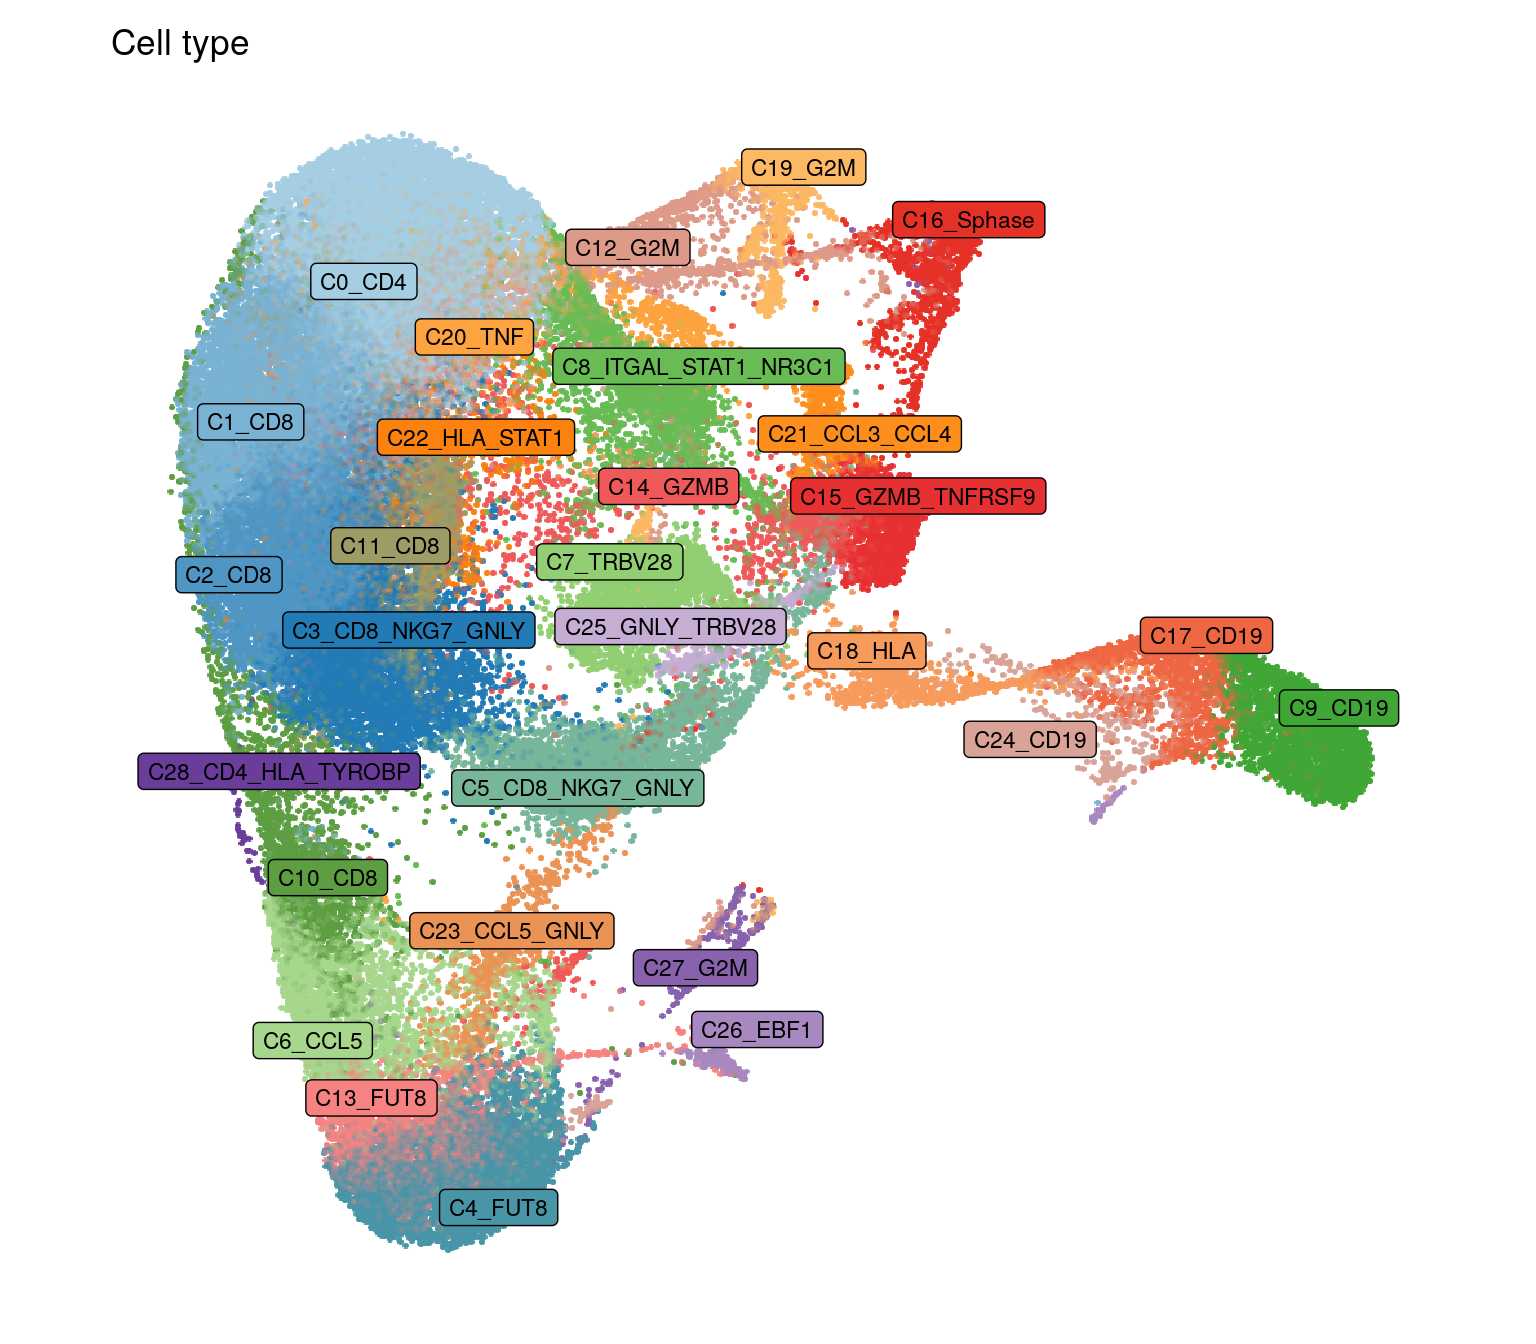 Cell type
C19_G2M
C16_Sphase
C12_G2M
C0_CD4
C20_TNF
C8_ITGAL_STAT1_NR3C1
C1_CD8
C22_HLA_STAT1
C21_CCL3_CCL4
C14_GZMB
C15_GZMB_TNFRSF9
C11_CD8
C7_TRBV28
C2_CD8
C3_CD8_NKG7_GNLY
C25_GNLY_TRBV28
C17_CD19
C18_HLA
C9_CD19
C24_CD19
C28_CD4_HLA_TYROBP
C5_CD8_NKG7_GNLY
C10_CD8
C23_CCL5_GNLY
C27_G2M
C26_EBF1
C6_CCL5
C13_FUT8
C4_FUT8